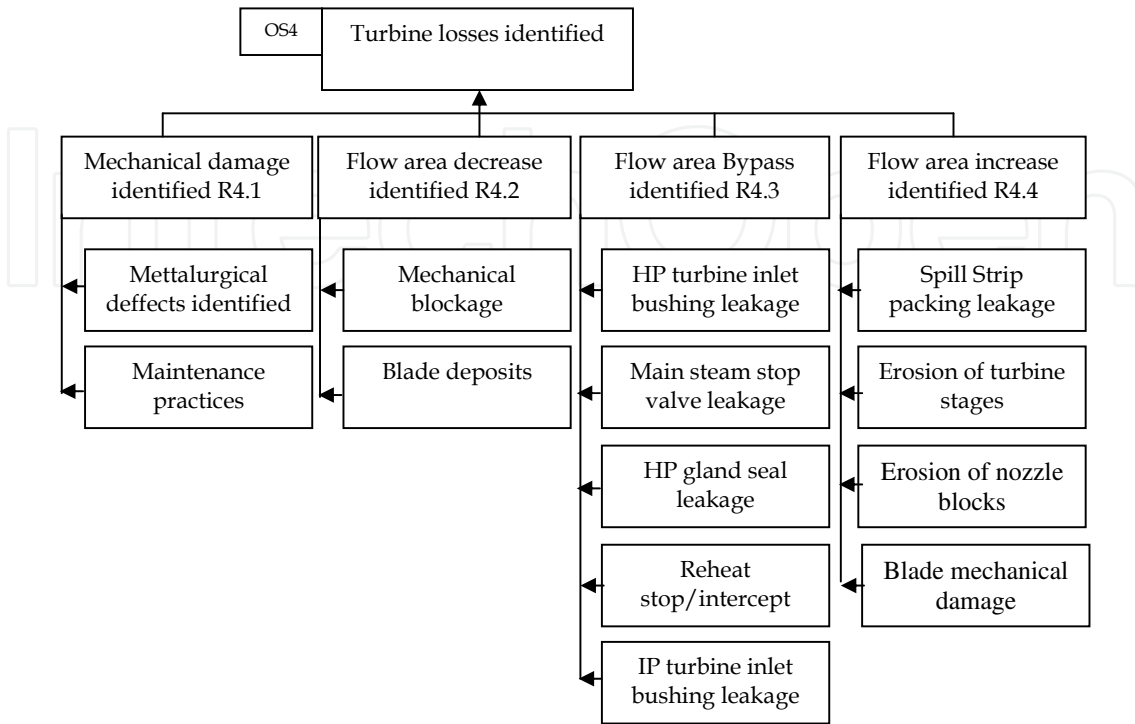 OS4
Turbine losses identified
Mechanical damage
identified R4.1
Flow area decrease
identified R4.2
Flow area Bypass
identified R4.3
Flow area increase
identified R4.4
Mettalurgical
deffects identified
Maintenance
practices
Mechanical
blockage
Blade deposits
HP turbine inlet
bushing leakage
Main steam stop
valve leakage
HP gland seal
leakage
Reheat
stop/intercept
IP turbine inlet
bushing leakage
Spill Strip
packing leakage
Erosion of turbine
stages
Erosion of nozzle
blocks
Blade mechanical
damage
IntechOpen